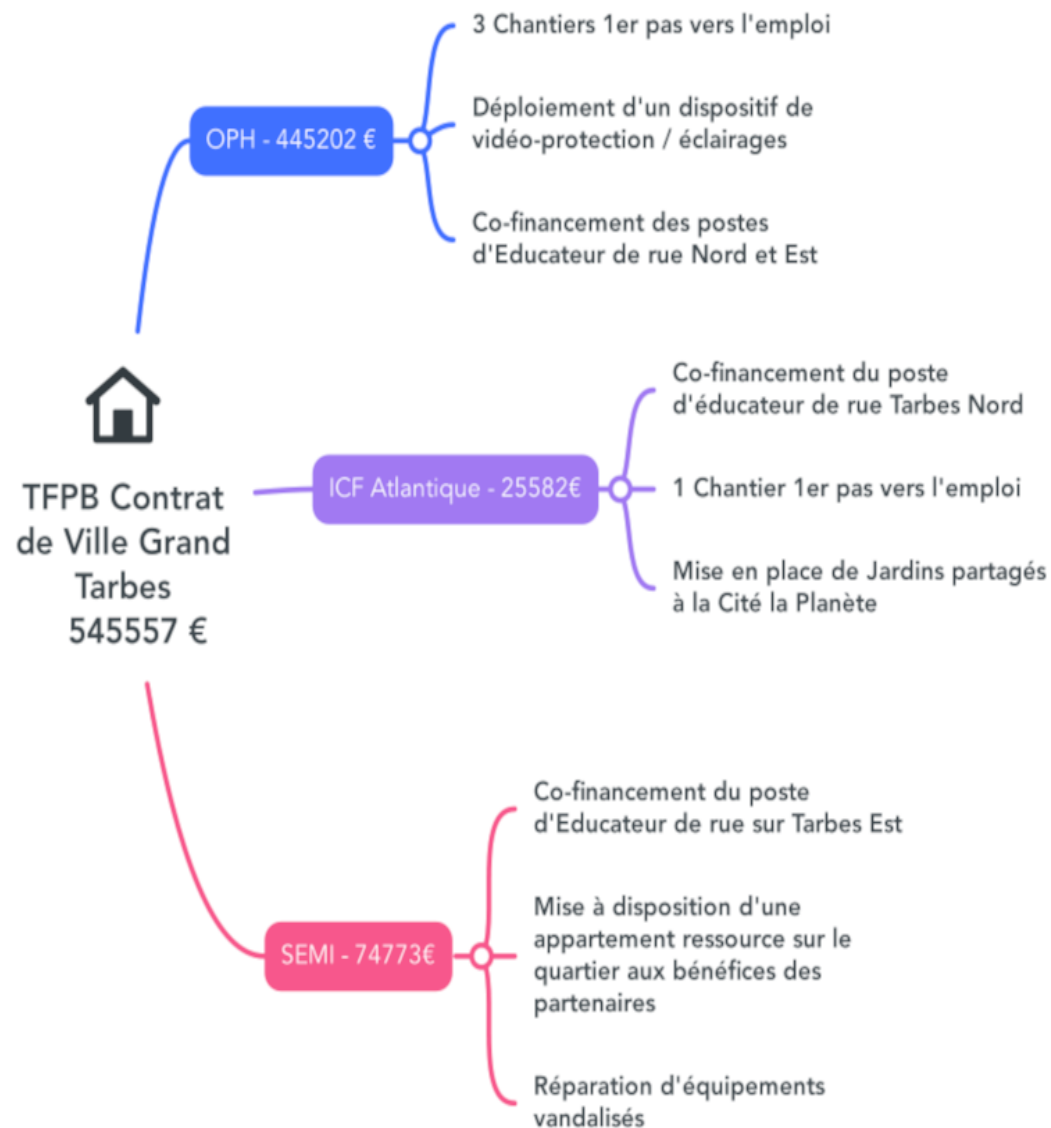 TFPB Contrat
de Ville Grand
Tarbes
545557 €
OPH - 445202 €
3 Chantiers 1er pas vers l'emploi
Déploiement d'un dispositif de
vidéo-protection / éclairages
Co-financement des postes
d'Educateur de rue Nord et Est
ICF Atlantique - 25582€
Co-financement du poste
d'éducateur de rue Tarbes Nord
1 Chantier 1er pas vers l'emploi
Mise en place de Jardins partagés
à la Cité la Planète
SEMI - 74773€
Co-financement du poste
d'Educateur de rue sur Tarbes Est
Mise à disposition d'une
appartement ressource sur le
quartier aux bénéfices des
partenaires
Réparation d'équipements
vandalisés